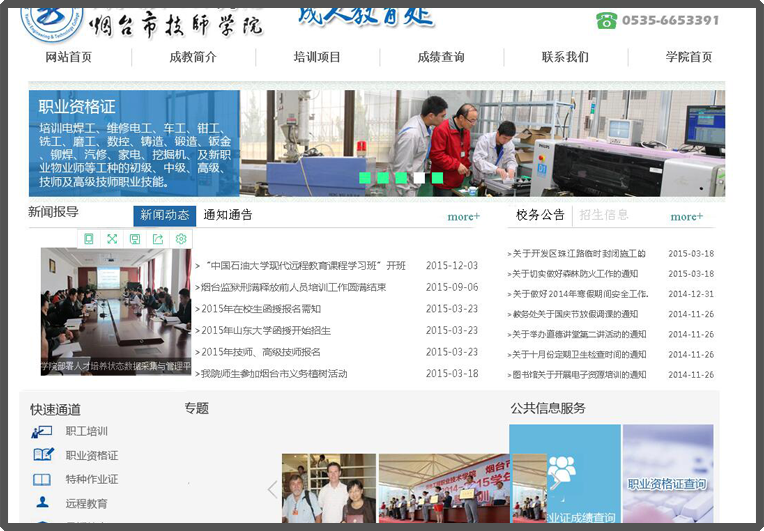 烟台市技師学院
成人教育处
0535-6653391
网站首页
成教简介
培训项目
成绩查询
联系我们
学院首页
职业资格证
培训电焊工、维修电工、车工、钳工、
铣工、磨工、数控、铸造、锻造、钣金
、铆焊、汽修、家电、挖掘机、及新职
业物业师等工种的初级、中级、高级、
技师及高级技师职业技能。
新闻报导
新闻动态
通知通告
more+
校务公告
招生信息
more+
学院部署人才培养状态数据采集与管理平
> “中国石油大学现代远程教育课程学习班”开班 2015-12-03
>烟台监狱刑满释放前人员培训工作圆满结束 2015-09-06
>2015年在校生函授报名需知 2015-03-23
>2015年山东大学函授开始招生 2015-03-23
>2015年技师、高级技师报名 2015-03-23
>我院师生参加烟台市义务植树活动 2015-03-18
>关于开发区珠江路临时封闭施工的 2015-03-18
>关于切实做好森林防火工作的通知 2015-03-18
>关于做好2014年寒假期间安全工作. 2014-12-31
>教务处关于国庆节放假调课的通知 2014-11-26
>关于举办道德讲堂第二讲活动的通知 2014-11-26
>关于十月份定期卫生检查时间的通知 2014-11-26
>图书馆关于开展电子资源培训的通知 2014-11-26
快速通道
职工培训
职业资格证
特种作业证
远程教育
专题
公共信息服务
业证成绩查询
职业资格证查询